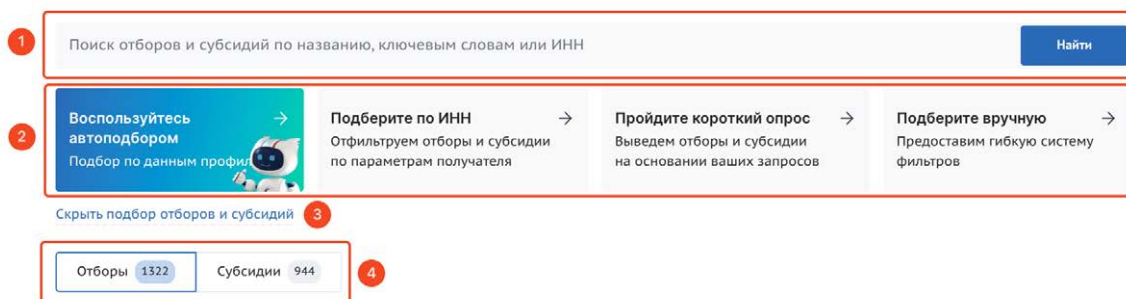 1
Поиск отборов и субсидий по названию, ключевым словам или ИНН
Найти
2
Воспользуйтесь
автоподбором
Подбор по данным профил
Подберите по ИНН
Отфильтруем отборы и субсидии
по параметрам получателя
Пройдите короткий опрос
Выведем отборы и субсидии
на основании ваших запросов
Подберите вручную
Предоставим гибкую систему
фильтров
Скрыть подбор отборов и субсидий
3
Отборы 1322
Субсидии 944
4